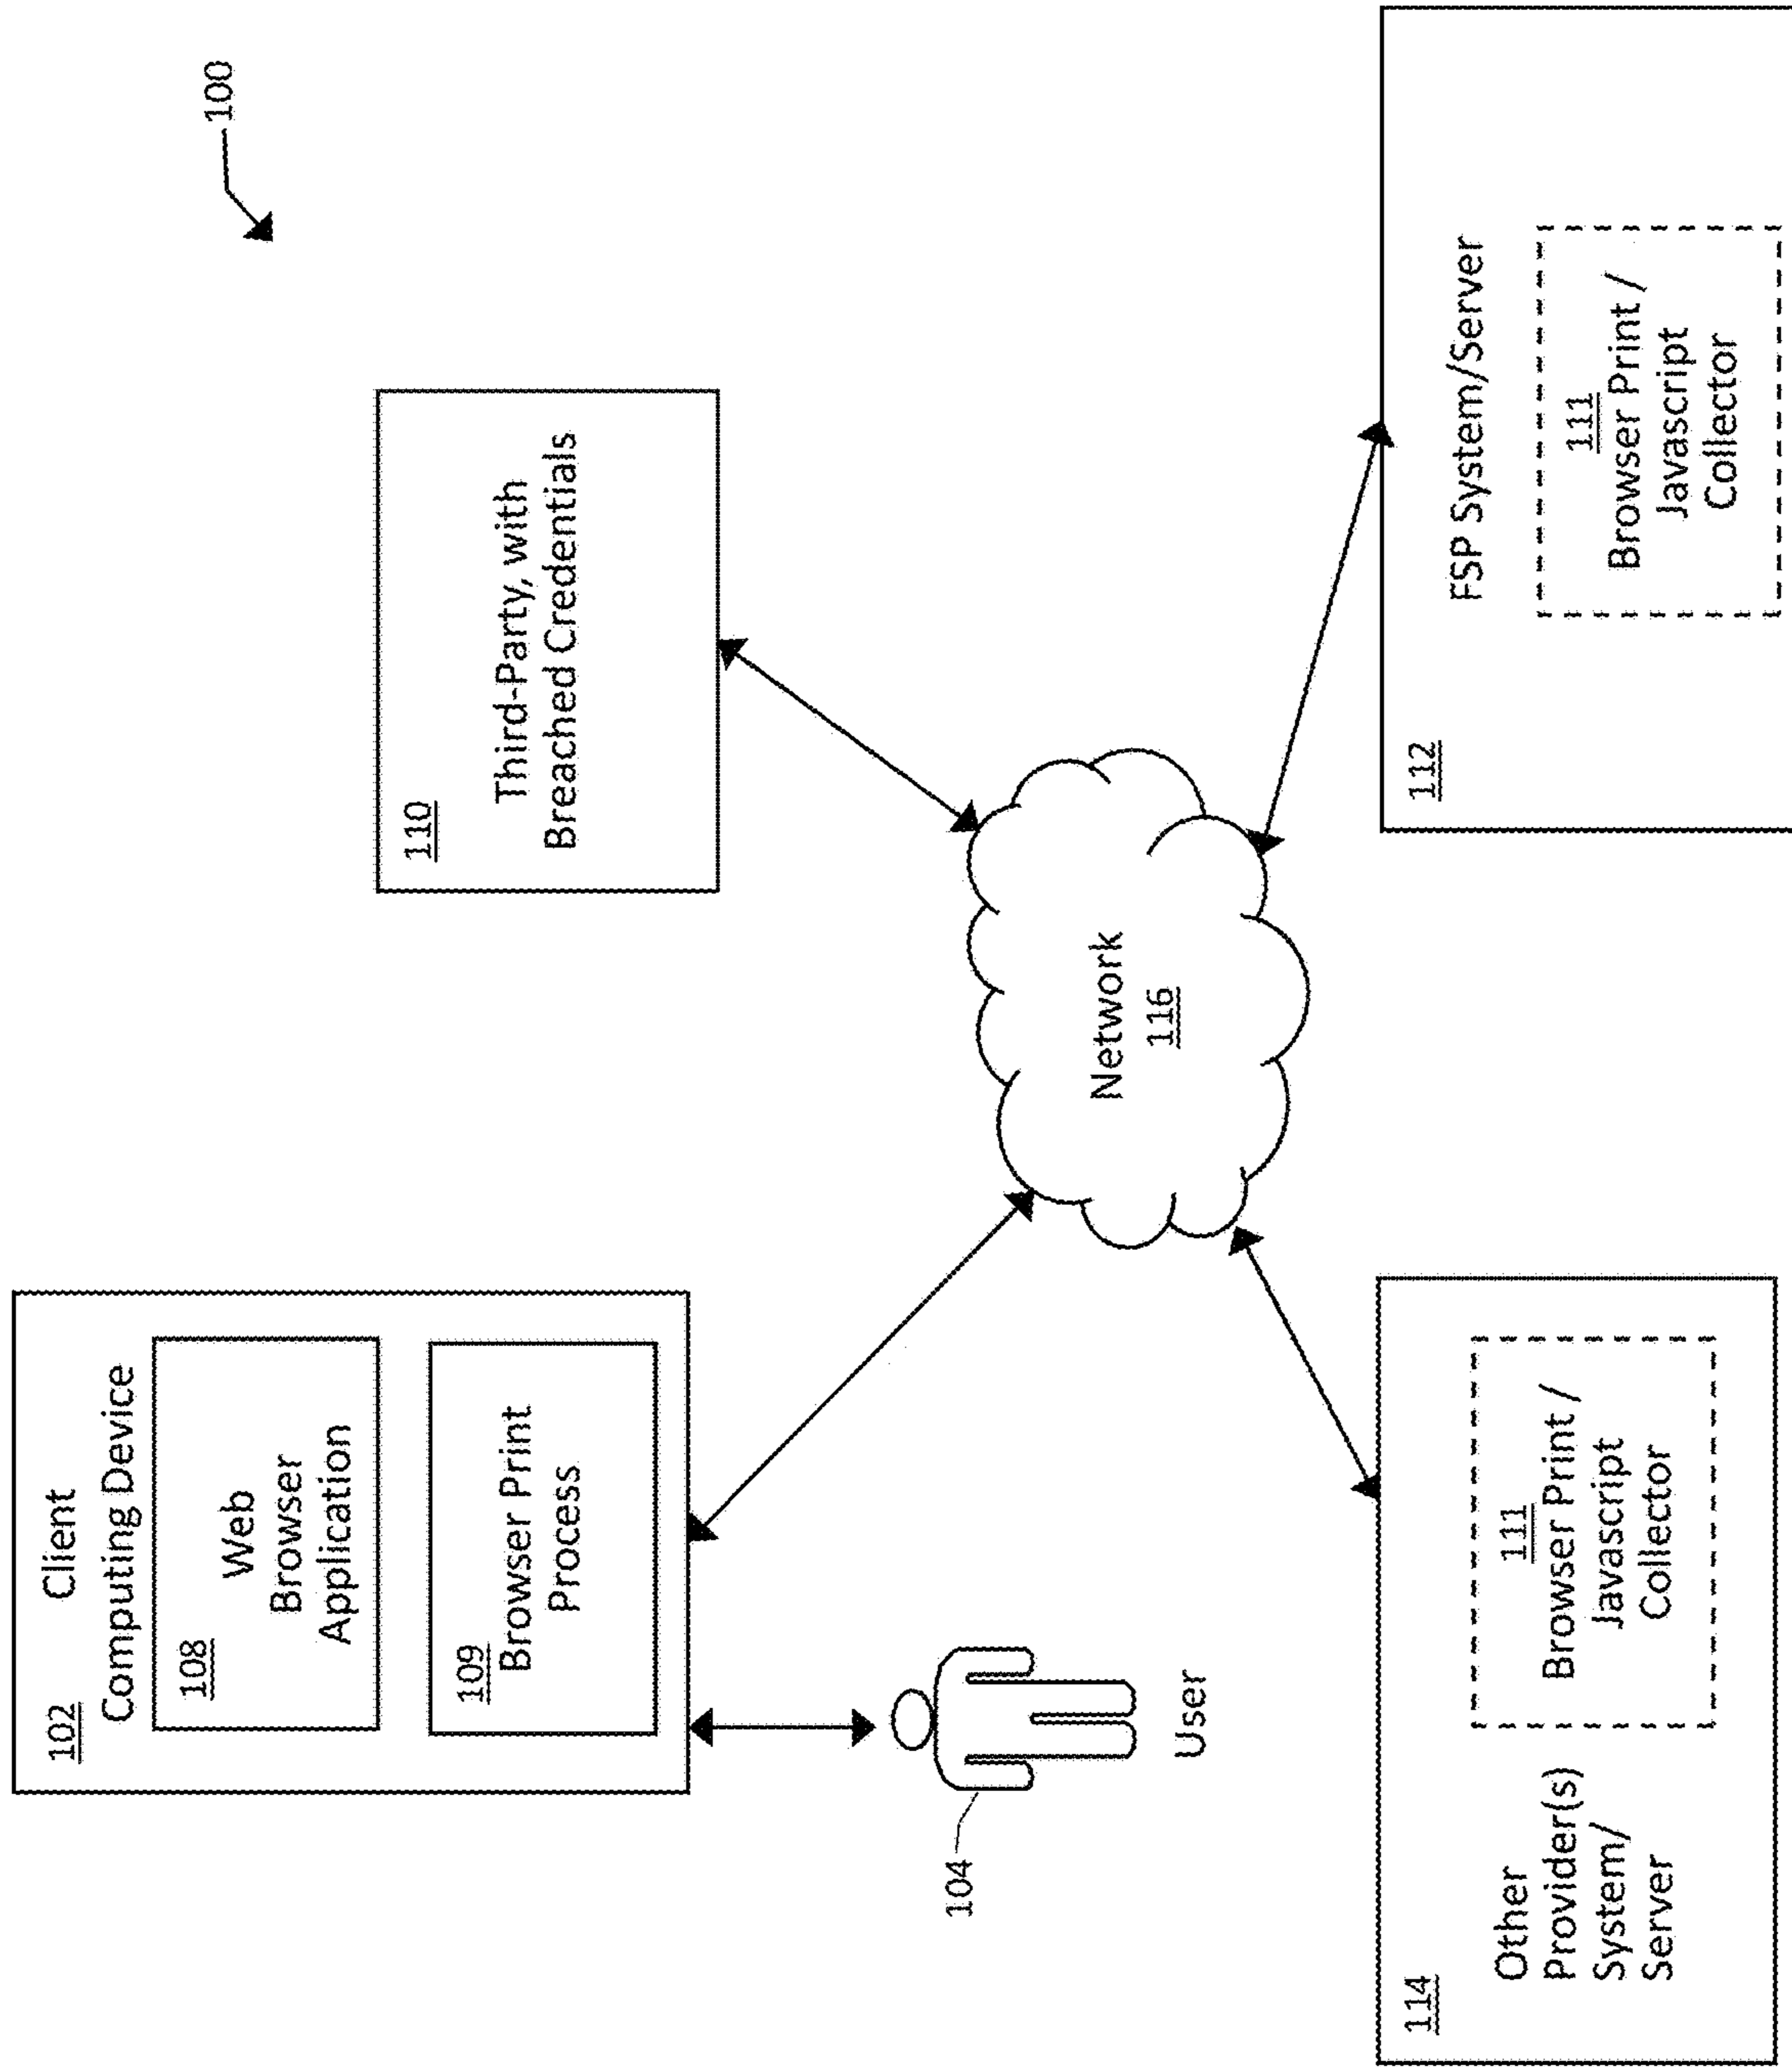 100
102
Client
Computing Device
108
Web
Browser
Application
109
Browser Print
Process
104
User
110
Third-Party, with
Breached Credentials
Network
116
114
Other
Provider(s)
System/
Server
111
Browser Print /
Javascript
Collector
112
FSP System/Server
111
Browser Print /
Javascript
Collector